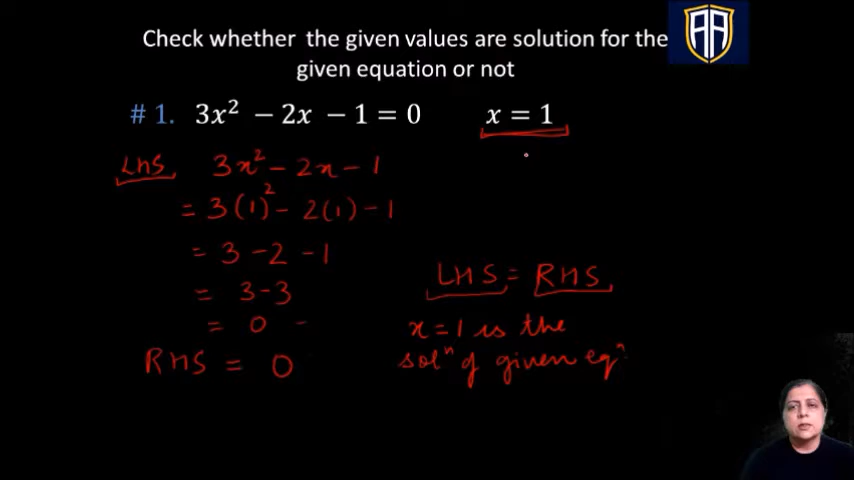 Check whether the given values are solution for the
given equation or not
# 1. 3x² − 2x − 1 = 0 x = 1
LHS 3x² − 2x − 1
= 3(1)² − 2(1) − 1
= 3 − 2 − 1
= 3 − 3
= 0
RHS = 0
LHS = RHS
x = 1 is the
solⁿ of given eqⁿ
AA